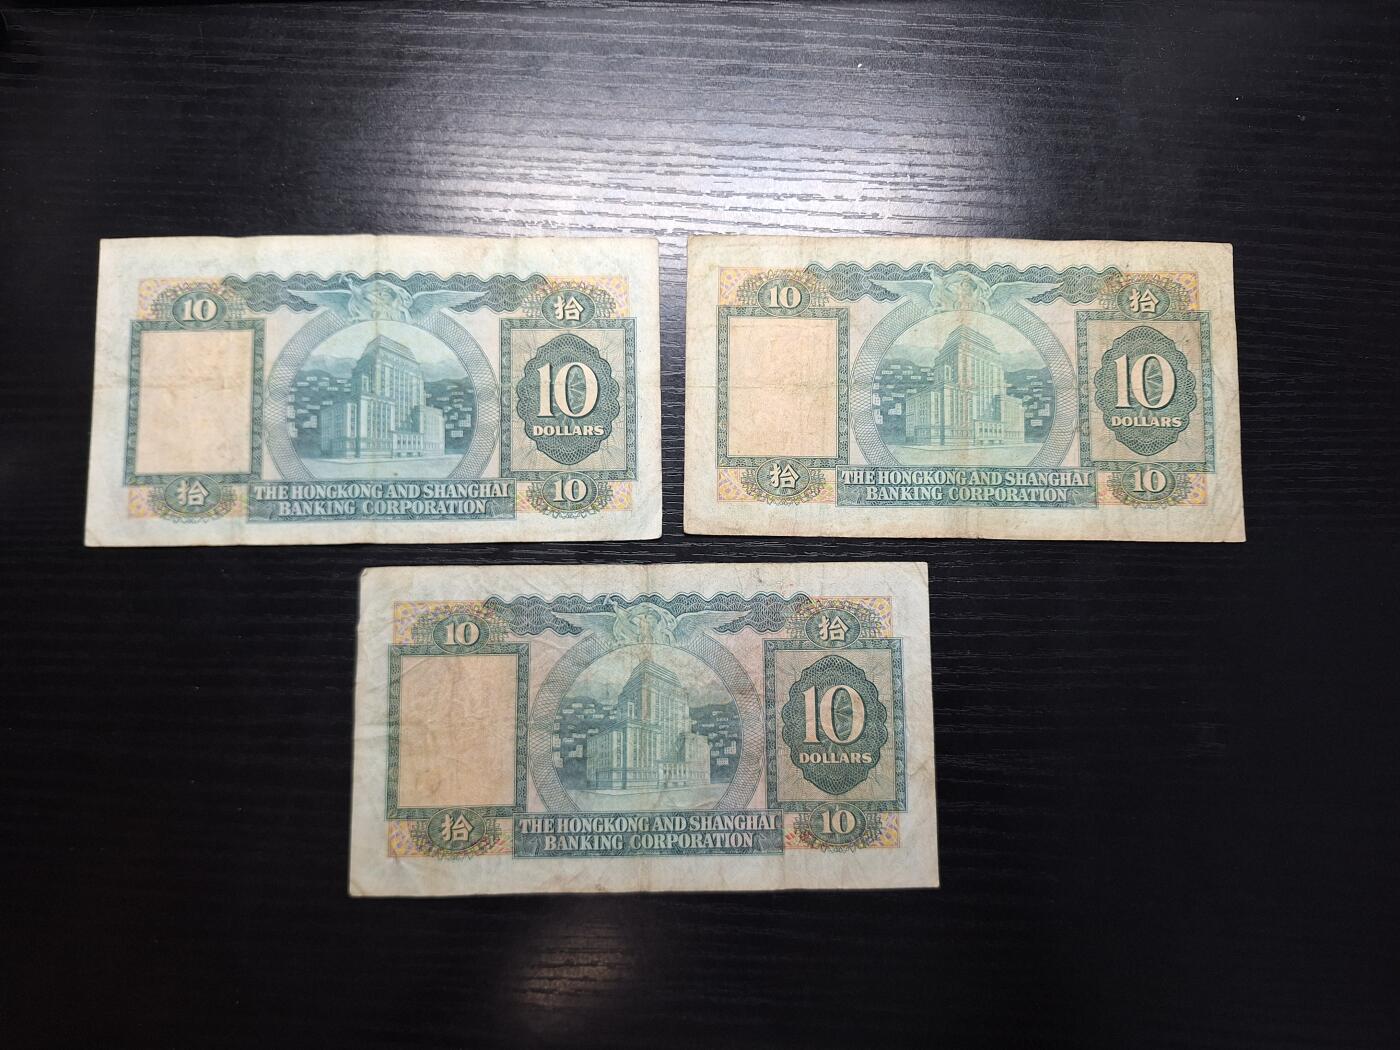 10 拾
10
DOLLARS
拾 THE HONGKONG AND SHANGHAI 10
BANKING CORPORATION
10 拾
10
DOLLARS
拾 THE HONGKONG AND SHANGHAI 10
BANKING CORPORATION
10 拾
10
DOLLARS
拾 THE HONGKONG AND SHANGHAI 10
BANKING CORPORATION